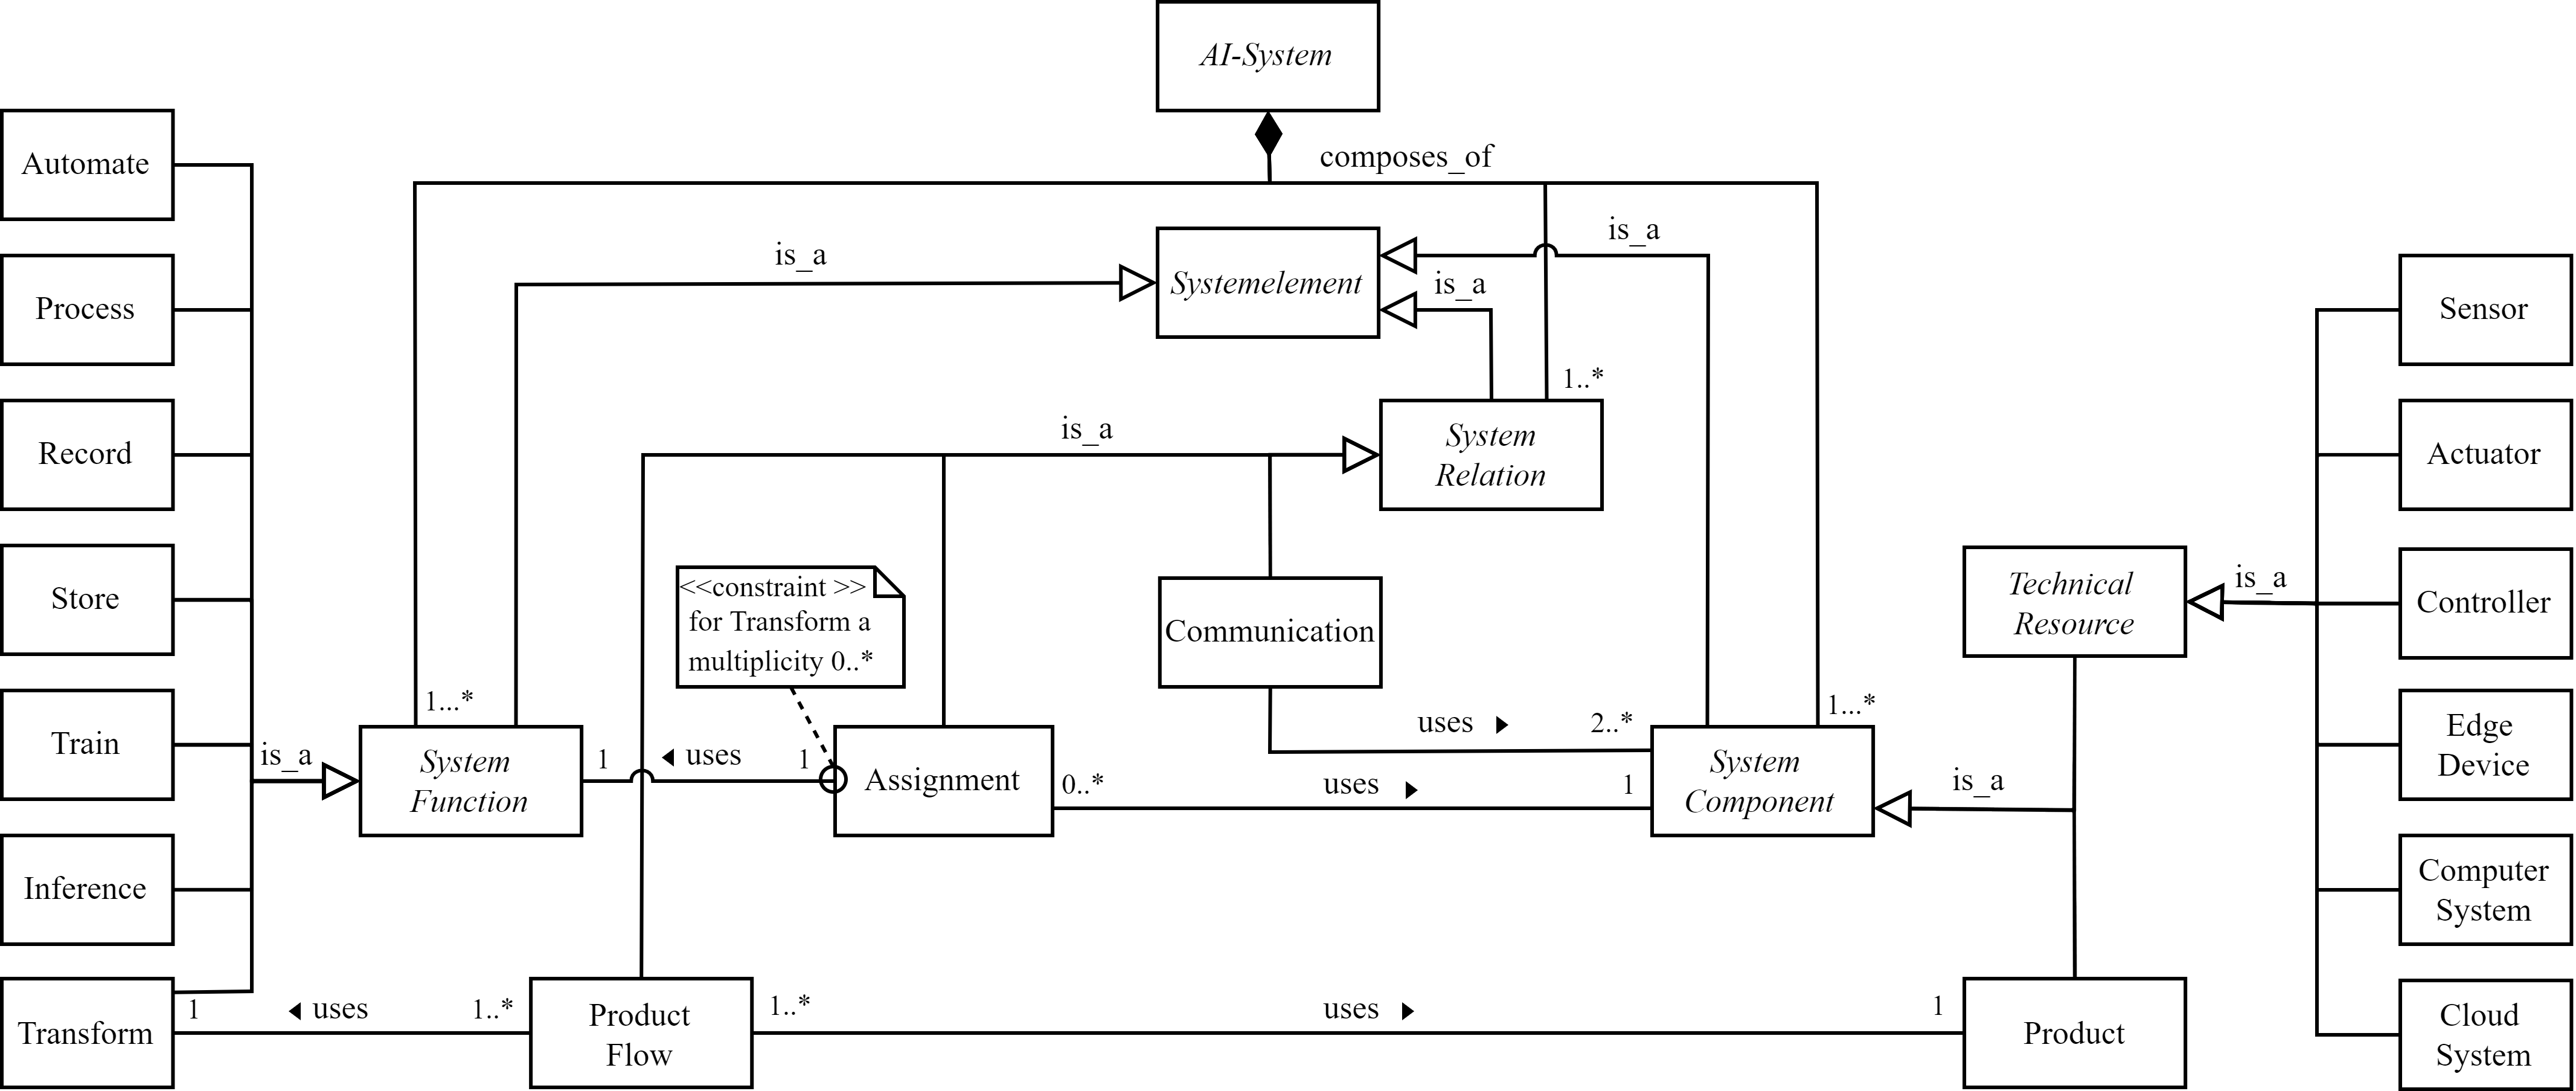 AI-System
composes_of
Automate
Process
Record
Store
Train
Inference
Transform
is_a
is_a
is_a
Systemelement
is_a
is_a
1..*
System
Relation
<<constraint >>
for Transform a
multiplicity 0..*
Communication
1...*
System
Function
1
◄ uses
1
Assignment
0..*
uses ►
2..*
uses ►
1
1...*
System
Component
is_a
Technical
Resource
is_a
Sensor
Actuator
Controller
Edge
Device
Computer
System
Cloud
System
1
◄ uses
1..*
Product
Flow
1..*
uses ►
1
Product